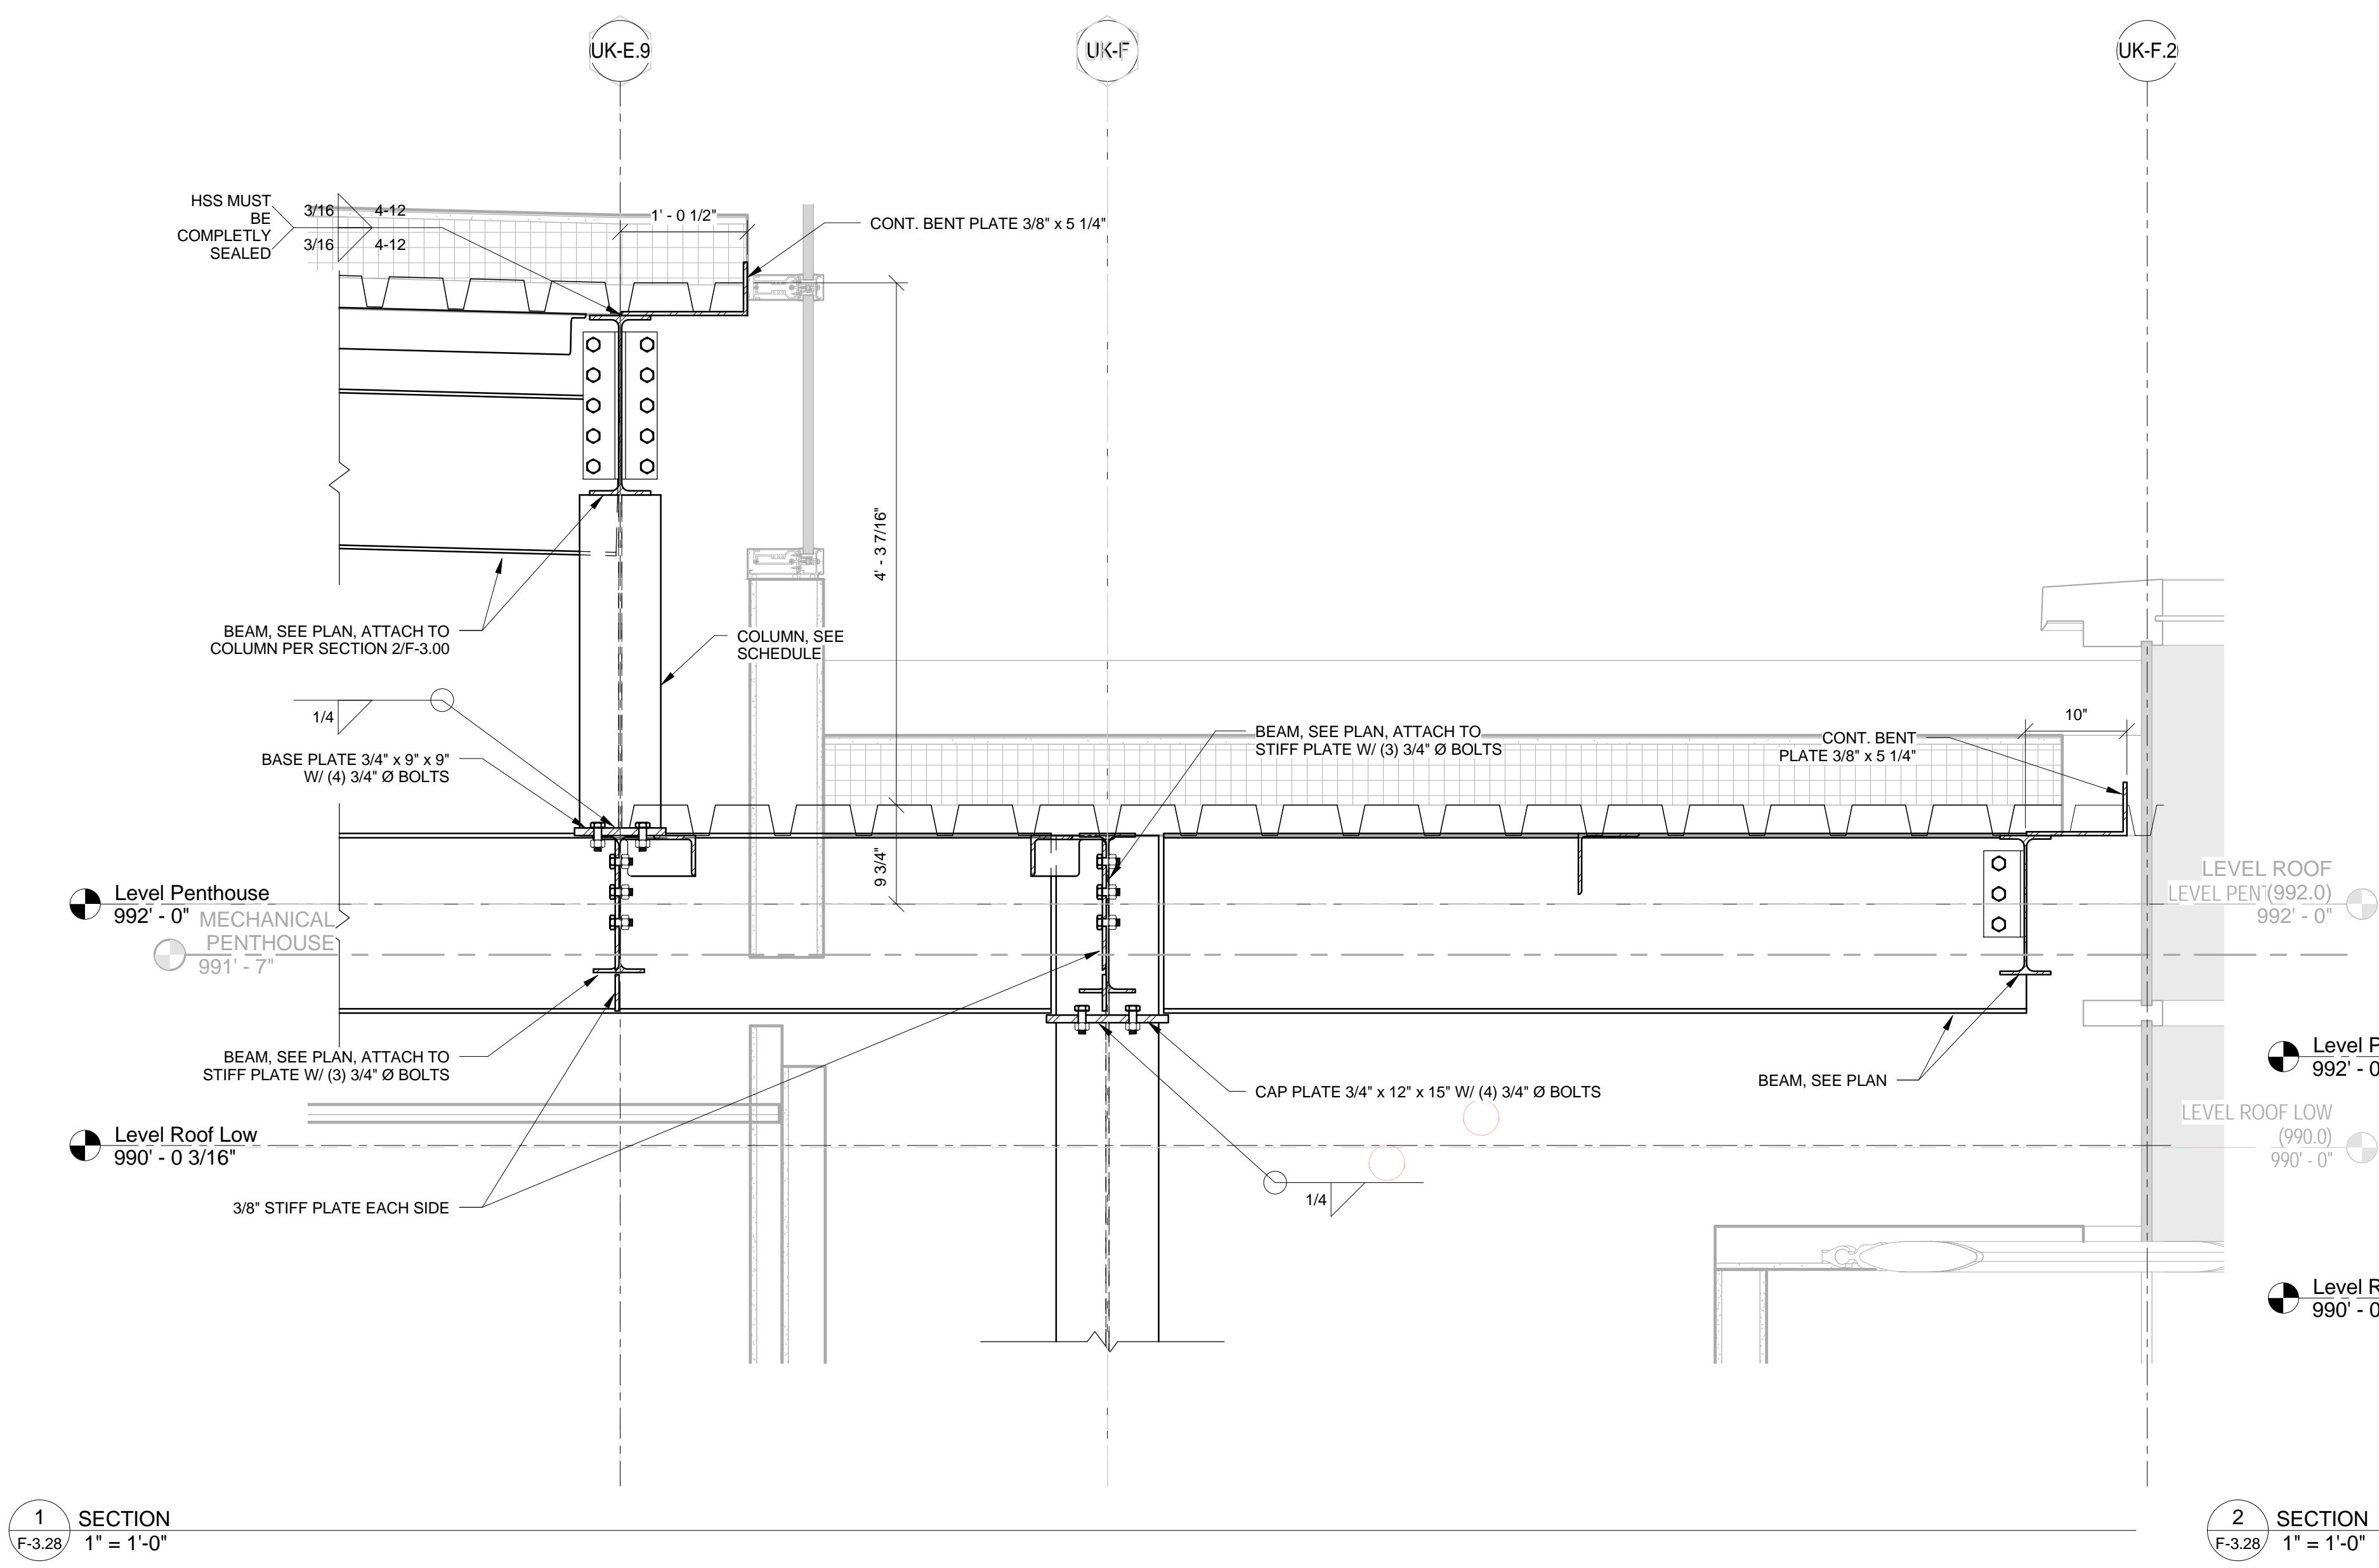 UK-E.9
UK-F
UK-F.2
HSS MUST
BE
COMPLETLY
SEALED
3/16
4-12
3/16
4-12
1' - 0 1/2"
CONT. BENT PLATE 3/8" x 5 1/4"
4' - 3 7/16"
BEAM, SEE PLAN, ATTACH TO
COLUMN PER SECTION 2/F-3.00
COLUMN, SEE
SCHEDULE
1/4
BASE PLATE 3/4" x 9" x 9"
W/ (4) 3/4" Ø BOLTS
BEAM, SEE PLAN, ATTACH TO
STIFF PLATE W/ (3) 3/4" Ø BOLTS
CONT. BENT
PLATE 3/8" x 5 1/4"
10"
9 3/4"
Level Penthouse
992' - 0"
MECHANICAL
PENTHOUSE
991' - 7"
LEVEL ROOF
LEVEL PENT(992.0)
992' - 0"
BEAM, SEE PLAN, ATTACH TO
STIFF PLATE W/ (3) 3/4" Ø BOLTS
CAP PLATE 3/4" x 12" x 15" W/ (4) 3/4" Ø BOLTS
BEAM, SEE PLAN
Level P
992' - 0
Level Roof Low
990' - 0 3/16"
LEVEL ROOF LOW
(990.0)
990' - 0"
3/8" STIFF PLATE EACH SIDE
1/4
Level R
990' - 0
1
F-3.28
SECTION
1" = 1'-0"
2
F-3.28
SECTION
1" = 1'-0"